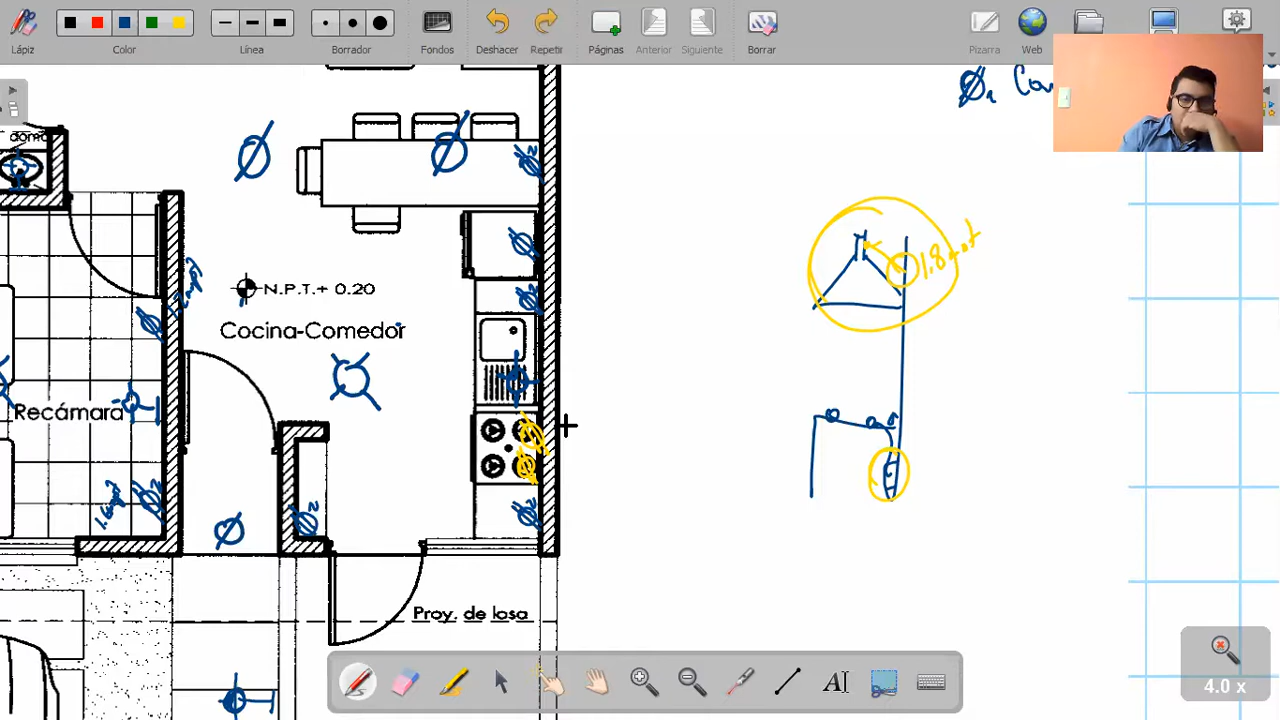 Lápiz
Color
Línea
Borrador
Fondos
Deshacer
Repetir
Páginas
Anterior
Siguiente
Borrar
Pizarra
Web
1.8 mt
N.P.T.+ 0.20
Cocina-Comedor
Recámara
Proy. de losa
4.0 x